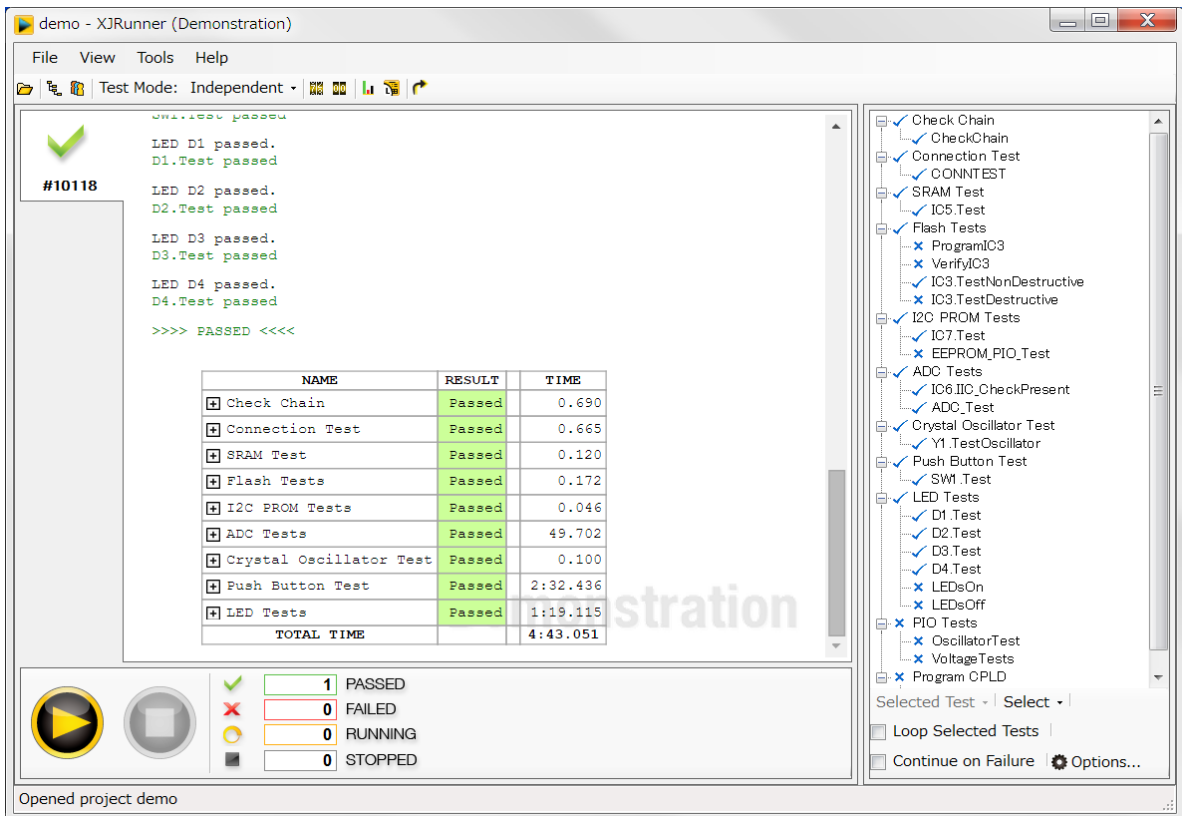 demo - XJRunner (Demonstration)
File View Tools Help
Test Mode: Independent
#10118
SW1.Test passed
LED D1 passed.
D1.Test passed
LED D2 passed.
D2.Test passed
LED D3 passed.
D3.Test passed
LED D4 passed.
D4.Test passed
>>>> PASSED <<<<
NAME RESULT TIME
Check Chain Passed 0.690
Connection Test Passed 0.665
SRAM Test Passed 0.120
Flash Tests Passed 0.172
I2C PROM Tests Passed 0.046
ADC Tests Passed 49.702
Crystal Oscillator Test Passed 0.100
Push Button Test Passed 2:32.436
LED Tests Passed 1:19.115
TOTAL TIME 4:43.051
Demonstration
1 PASSED
0 FAILED
0 RUNNING
0 STOPPED
Check Chain
CheckChain
Connection Test
CONNTEST
SRAM Test
IC5.Test
Flash Tests
ProgramIC3
VerifyIC3
IC3.TestNonDestructive
IC3.TestDestructive
I2C PROM Tests
IC7.Test
EEPROM_PIO_Test
ADC Tests
IC6.IIC_CheckPresent
ADC_Test
Crystal Oscillator Test
Y1.TestOscillator
Push Button Test
SW1.Test
LED Tests
D1.Test
D2.Test
D3.Test
D4.Test
LEDsOn
LEDsOff
PIO Tests
OscillatorTest
VoltageTests
Program CPLD
Selected Test Select
Loop Selected Tests
Continue on Failure Options...
Opened project demo